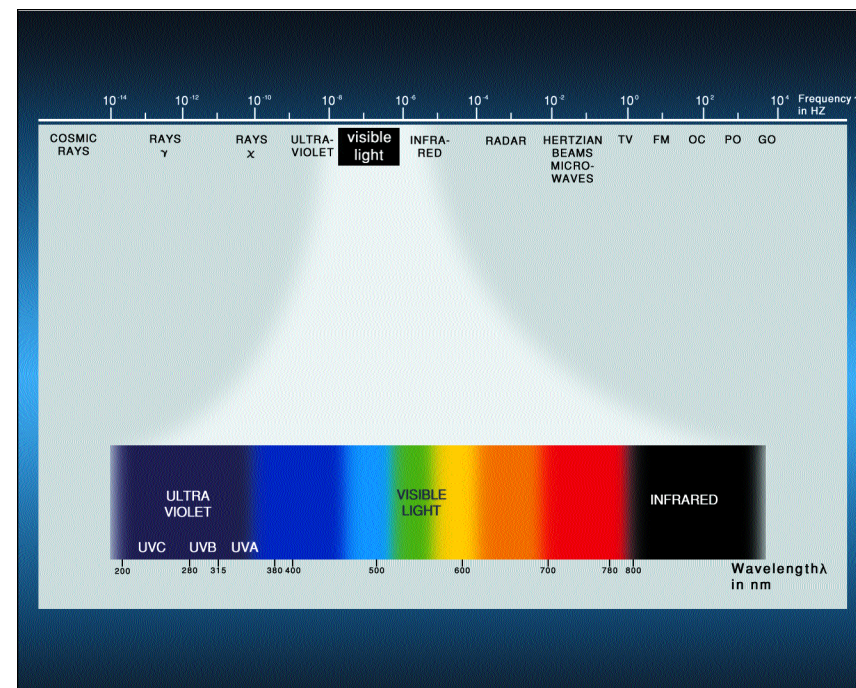 10⁻¹⁴ 10⁻¹² 10⁻¹⁰ 10⁻⁸ 10⁻⁶ 10⁻⁴ 10⁻² 10⁰ 10² 10⁴ Frequency
in HZ
COSMIC
RAYS
RAYS
γ
RAYS
χ
ULTRA-
VIOLET
visible
light
INFRA-
RED
RADAR
HERTZIAN
BEAMS
MICRO-
WAVES
TV
FM
OC
PO
GO
ULTRA
VIOLET
VISIBLE
LIGHT
INFRARED
UVC UVB UVA
200 280 315 380 400 500 600 700 780 800
Wavelengthλ
in nm